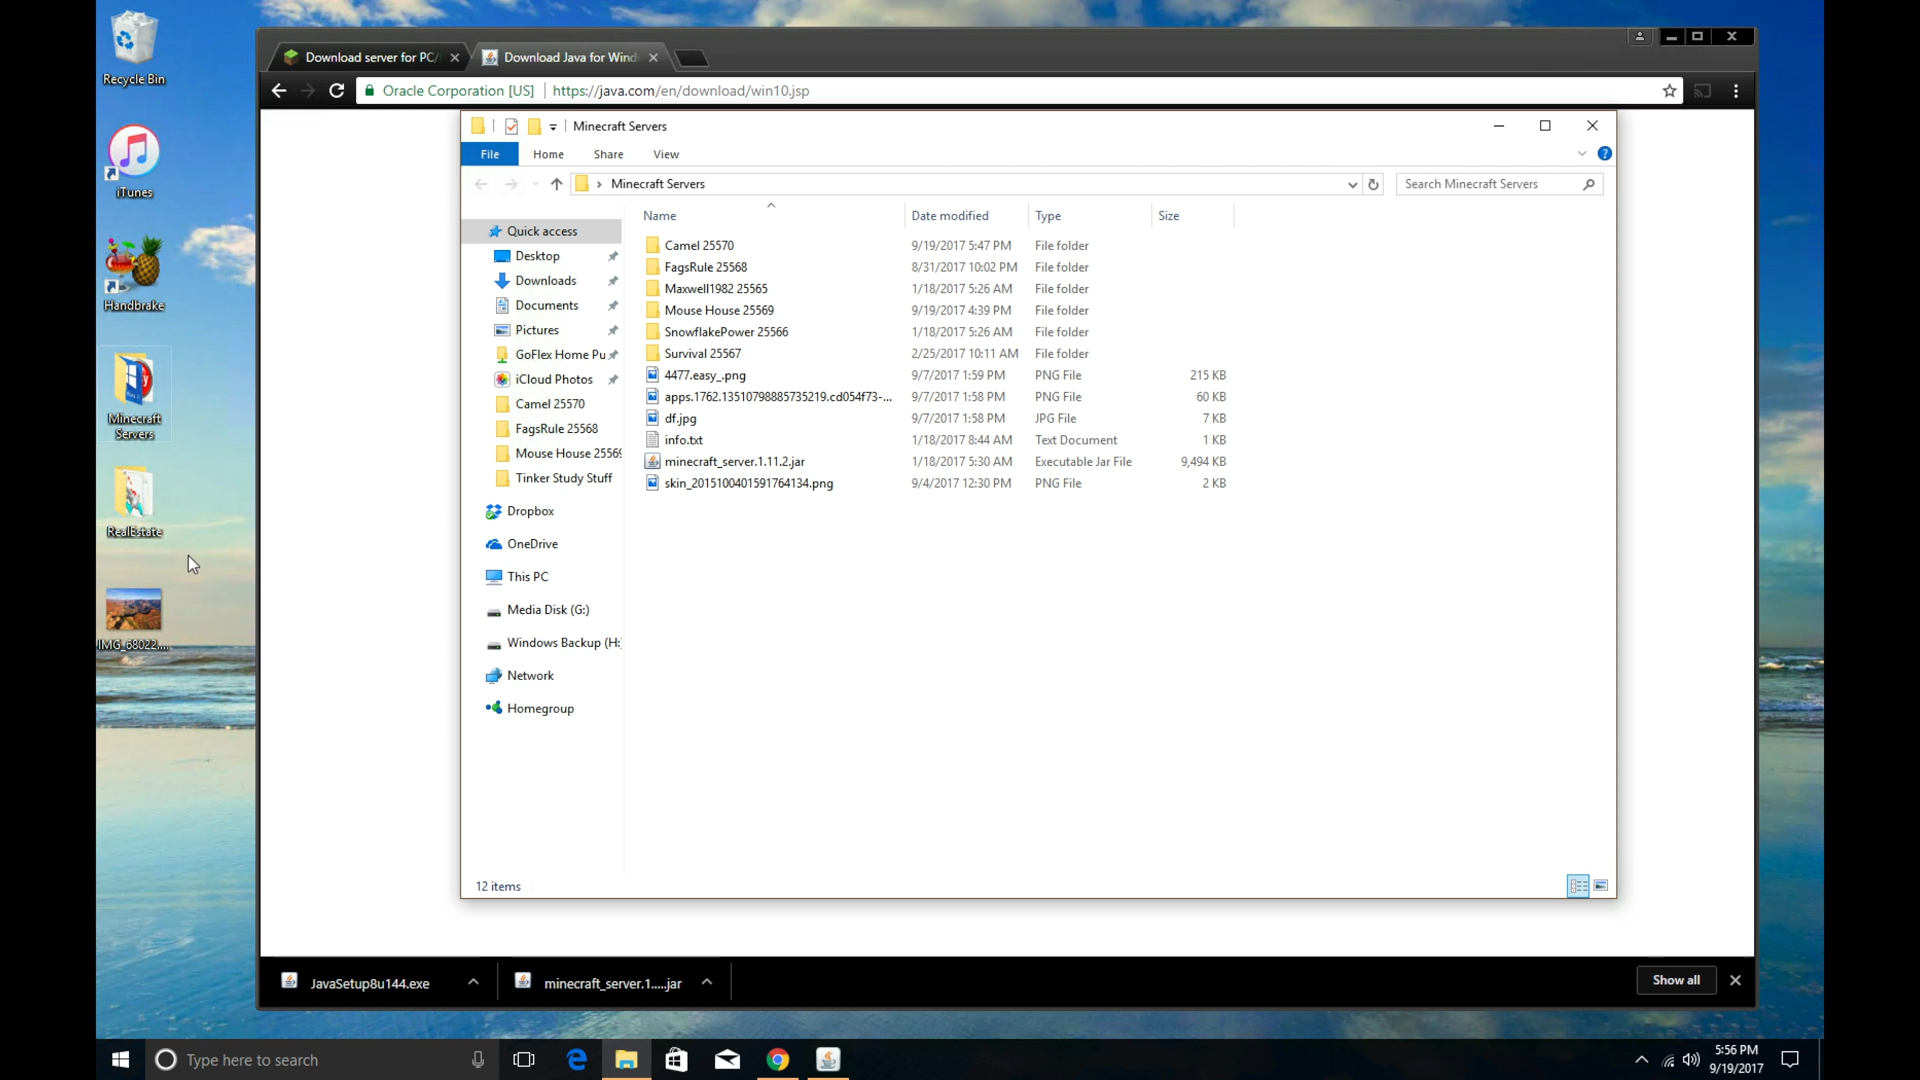 Recycle Bin
iTunes
Handbrake
Minecraft
Servers
RealEstate
IMG_68022....
Download server for PC/
Download Java for Wind
Oracle Corporation [US] https://java.com/en/download/win10.jsp
Minecraft Servers
File Home Share View
Minecraft Servers
Search Minecraft Servers
Quick access
Desktop
Downloads
Documents
Pictures
GoFlex Home Pu
iCloud Photos
Camel 25570
FagsRule 25568
Mouse House 25569
Tinker Study Stuff
Dropbox
OneDrive
This PC
Media Disk (G:)
Windows Backup (H:
Network
Homegroup
Name Date modified Type Size
Camel 25570 9/19/2017 5:47 PM File folder
FagsRule 25568 8/31/2017 10:02 PM File folder
Maxwell1982 25565 1/18/2017 5:26 AM File folder
Mouse House 25569 9/19/2017 4:39 PM File folder
SnowflakePower 25566 1/18/2017 5:26 AM File folder
Survival 25567 2/25/2017 10:11 AM File folder
4477.easy_.png 9/7/2017 1:59 PM PNG File 215 KB
apps.1762.13510798885735219.cd054f73-... 9/7/2017 1:58 PM PNG File 60 KB
df.jpg 9/7/2017 1:58 PM JPG File 7 KB
info.txt 1/18/2017 8:44 AM Text Document 1 KB
minecraft_server.1.11.2.jar 1/18/2017 5:30 AM Executable Jar File 9,494 KB
skin_2015100401591764134.png 9/4/2017 12:30 PM PNG File 2 KB
12 items
JavaSetup8u144.exe
minecraft_server.1.....jar
Show all
Type here to search
5:56 PM
9/19/2017